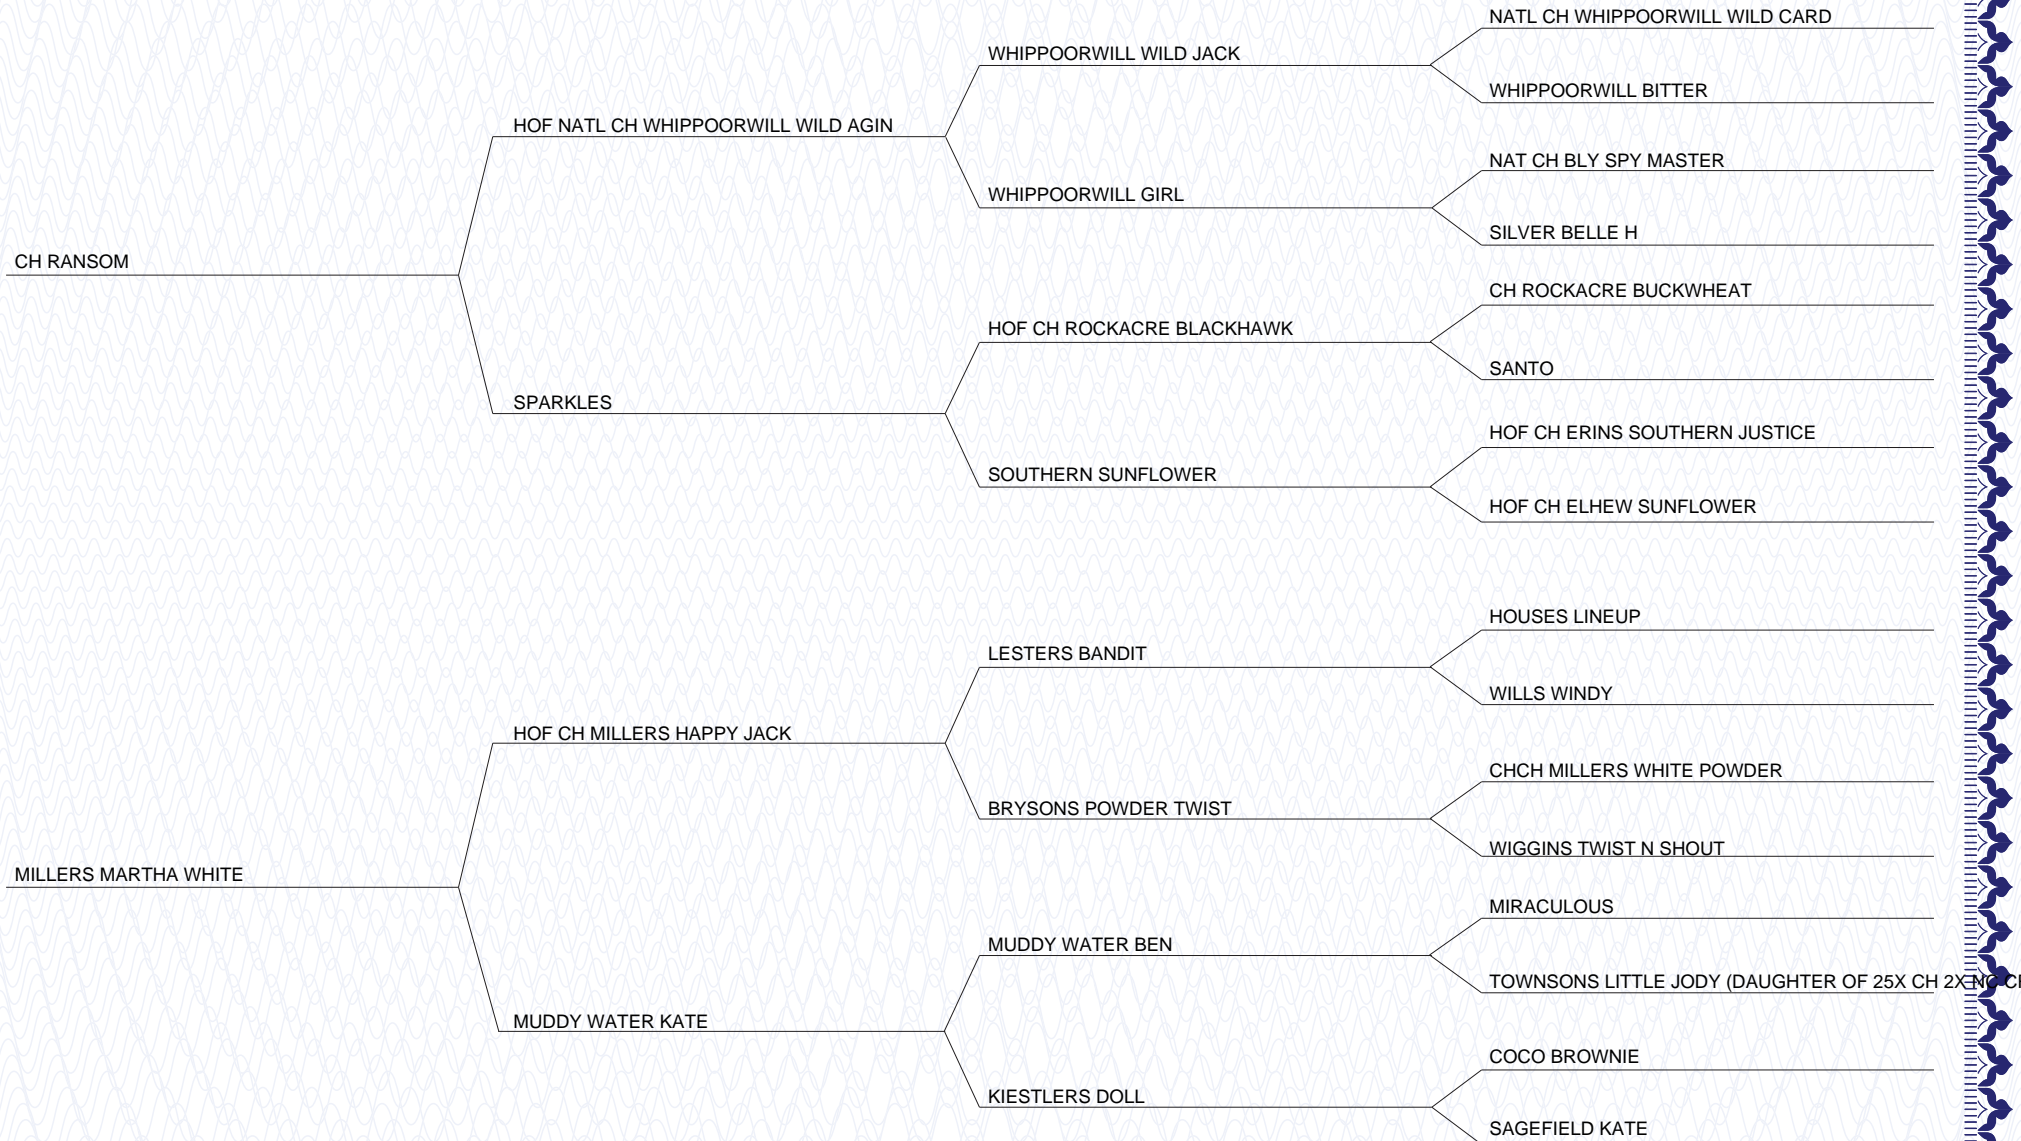 NATL CH WHIPPOORWILL WILD CARD
WHIPPOORWILL WILD JACK
WHIPPOORWILL BITTER
HOF NATL CH WHIPPOORWILL WILD AGIN
NAT CH BLY SPY MASTER
WHIPPOORWILL GIRL
SILVER BELLE H
CH RANSOM
CH ROCKACRE BUCKWHEAT
HOF CH ROCKACRE BLACKHAWK
SANTO
SPARKLES
HOF CH ERINS SOUTHERN JUSTICE
SOUTHERN SUNFLOWER
HOF CH ELHEW SUNFLOWER
HOUSES LINEUP
LESTERS BANDIT
WILLS WINDY
HOF CH MILLERS HAPPY JACK
CHCH MILLERS WHITE POWDER
BRYSONS POWDER TWIST
WIGGINS TWIST N SHOUT
MILLERS MARTHA WHITE
MIRACULOUS
MUDDY WATER BEN
TOWNSONS LITTLE JODY (DAUGHTER OF 25X CH 2X NC
MUDDY WATER KATE
COCO BROWNIE
KIESTLERS DOLL
SAGEFIELD KATE